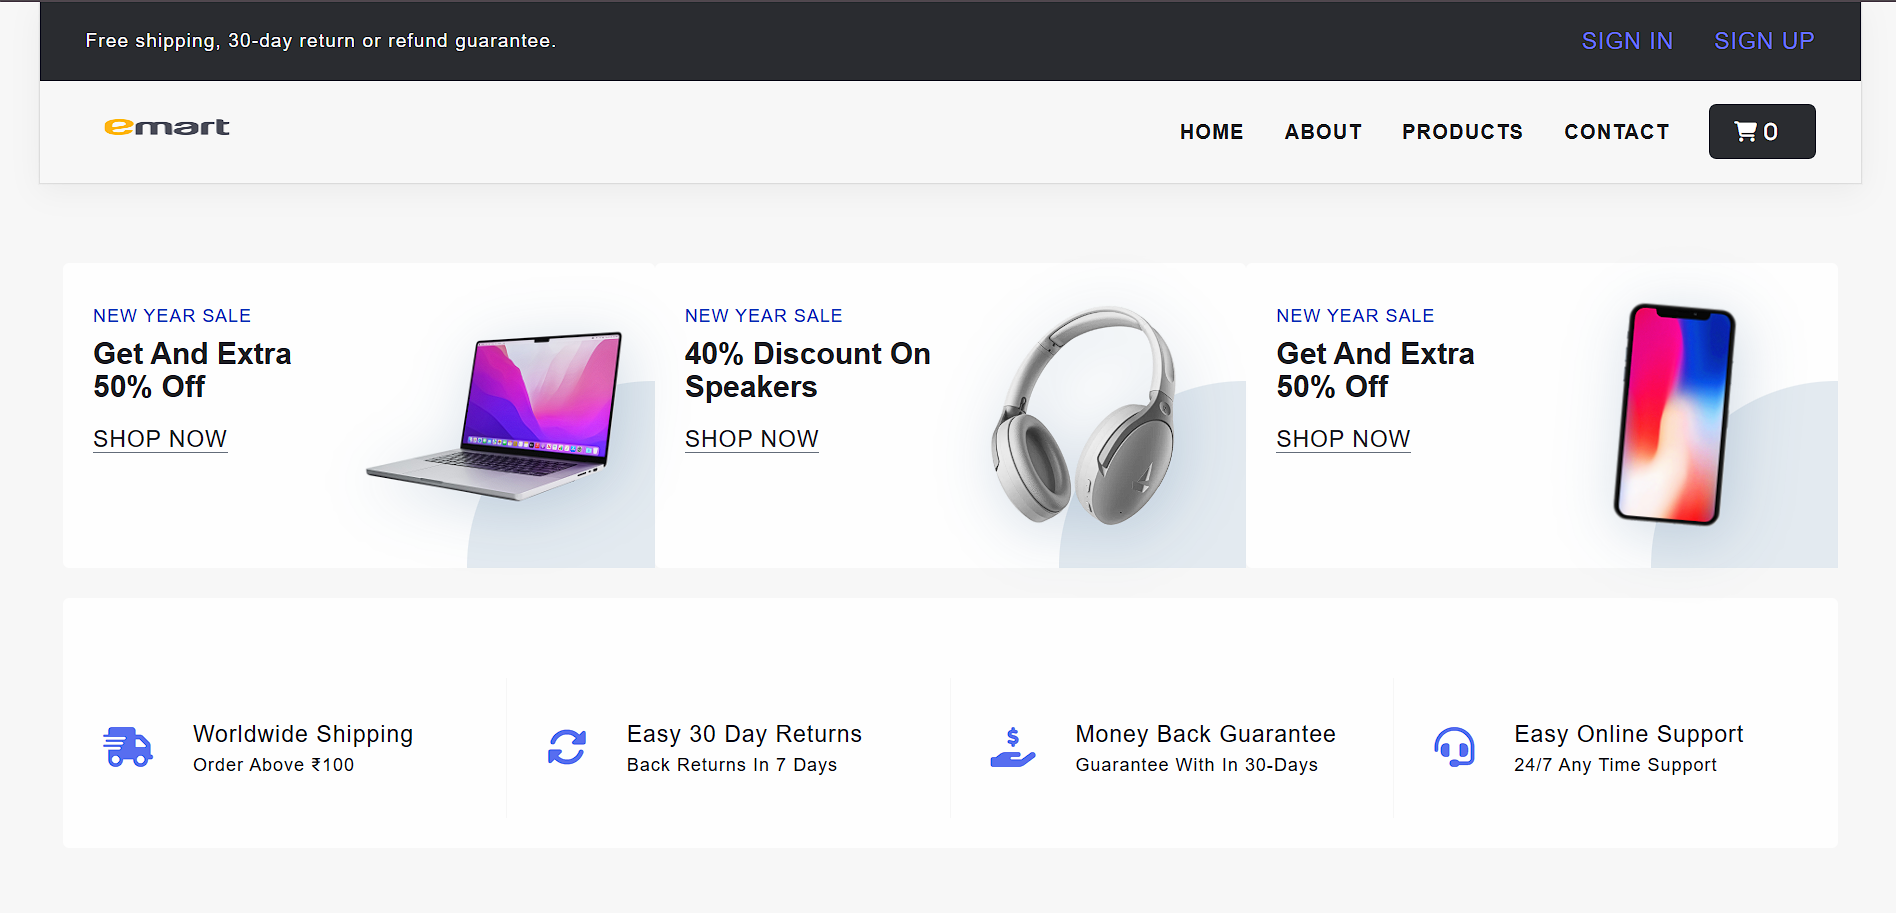 Free shipping, 30-day return or refund guarantee.
SIGN IN SIGN UP
emart
HOME ABOUT PRODUCTS CONTACT 0
NEW YEAR SALE
Get And Extra
50% Off
SHOP NOW
NEW YEAR SALE
40% Discount On
Speakers
SHOP NOW
NEW YEAR SALE
Get And Extra
50% Off
SHOP NOW
Worldwide Shipping
Order Above ₹100
Easy 30 Day Returns
Back Returns In 7 Days
$
Money Back Guarantee
Guarantee With In 30-Days
Easy Online Support
24/7 Any Time Support